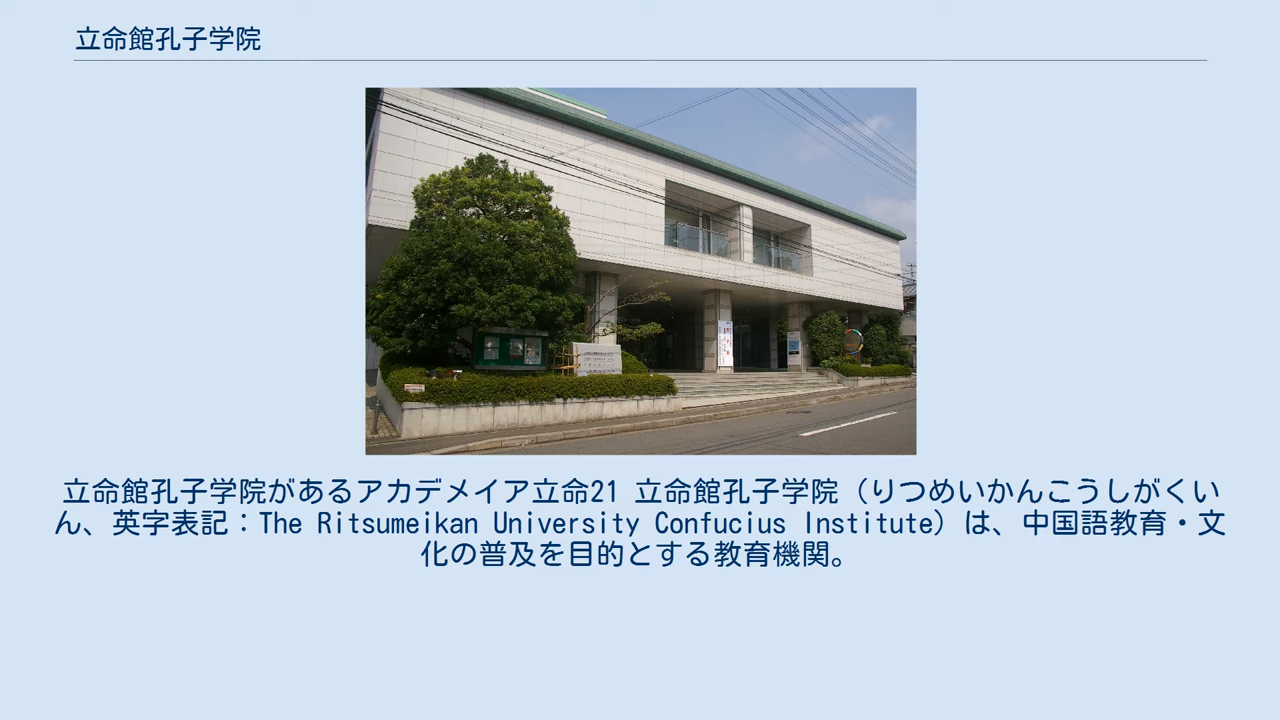 立命館孔子学院
立命館孔子学院があるアカデメイア立命21 立命館孔子学院（りつめいかんこうしがくい
ん、英字表記：The Ritsumeikan University Confucius Institute）は、中国語教育・文
化の普及を目的とする教育機関。